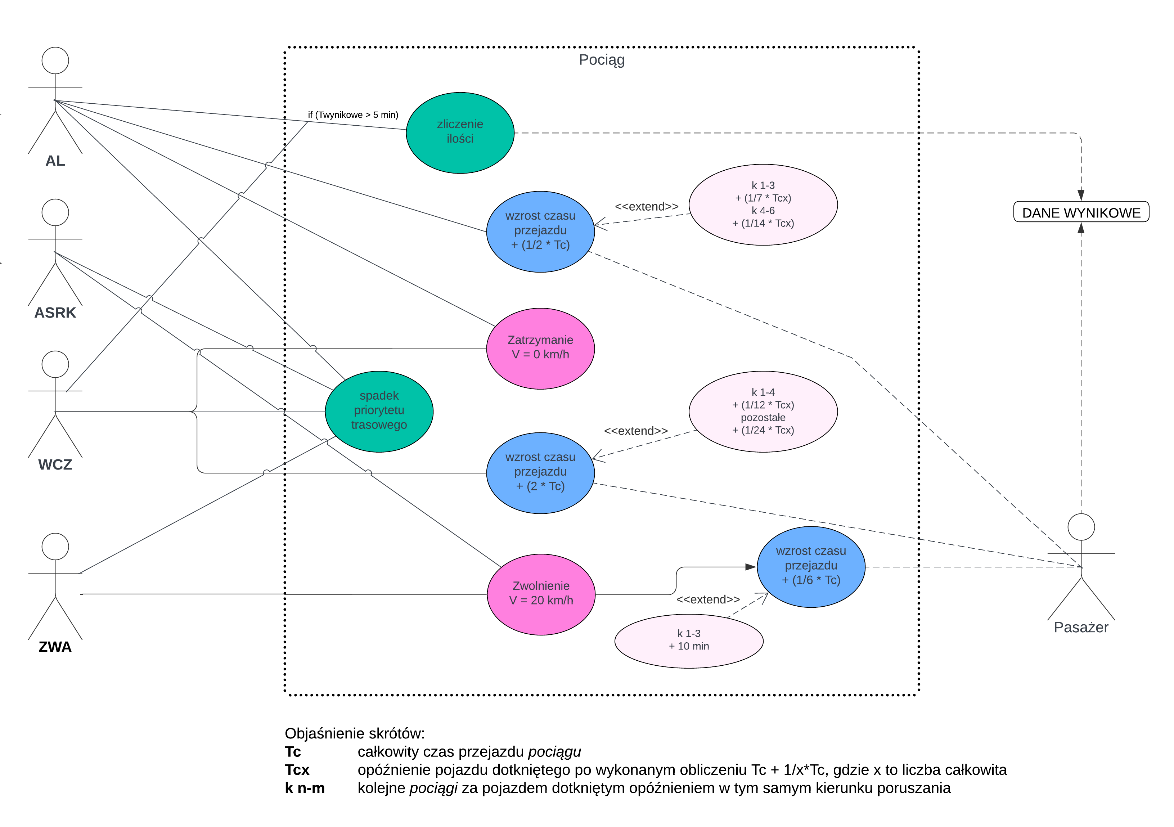 Pociąg
if (Twynikowe > 5 min)
zliczenie
ilości
AL
k 1-3
+ (1/7 * Tcx)
k 4-6
+ (1/14 * Tcx)
<<extend>>
wzrost czasu
przejazdu
+ (1/2 * Tc)
DANE WYNIKOWE
ASRK
Zatrzymanie
V = 0 km/h
spadek
priorytetu
trasowego
k 1-4
+ (1/12 * Tcx)
pozostałe
+ (1/24 * Tcx)
<<extend>>
WCZ
wzrost czasu
przejazdu
+ (2 * Tc)
wzrost czasu
przejazdu
+ (1/6 * Tc)
Zwolnienie
V = 20 km/h
<<extend>>
k 1-3
+ 10 min
Pasażer
ZWA
Objaśnienie skrótów:
Tc całkowity czas przejazdu pociągu
Tcx opóźnienie pojazdu dotkniętego po wykonanym obliczeniu Tc + 1/x*Tc, gdzie x to liczba całkowita
k n-m kolejne pociągi za pojazdem dotkniętym opóźnieniem w tym samym kierunku poruszania